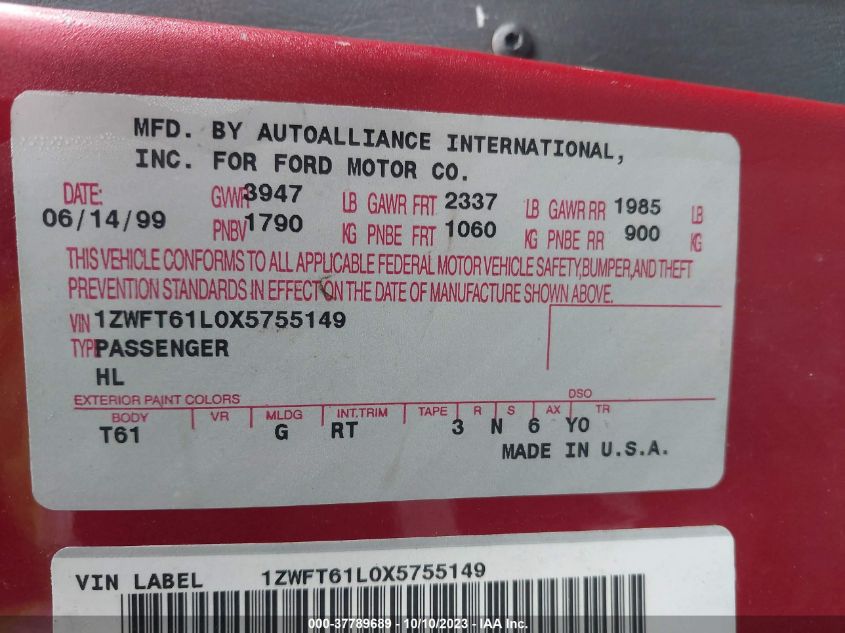 MFD. BY AUTOALLIANCE INTERNATIONAL,
INC. FOR FORD MOTOR CO.
DATE: GVWR 3947 LB GAWR FRT 2337 LB GAWR RR 1985 LB
06/14/99 PNBV 1790 KG PNBE FRT 1060 KG PNBE RR 900 KG
THIS VEHICLE CONFORMS TO ALL APPLICABLE FEDERAL MOTOR VEHICLE SAFETY, BUMPER, AND THEFT
PREVENTION STANDARDS IN EFFECT ON THE DATE OF MANUFACTURE SHOWN ABOVE.
VIN 1ZWFT61L0X5755149
TYPE PASSENGER
HL
EXTERIOR PAINT COLORS DSO
BODY VR MLDG INT.TRIM TAPE R S AX TR
T61 G RT 3 N 6 Y0
MADE IN U.S.A.
VIN LABEL 1ZWFT61L0X5755149
000-37789689 - 10/10/2023 - IAA Inc.